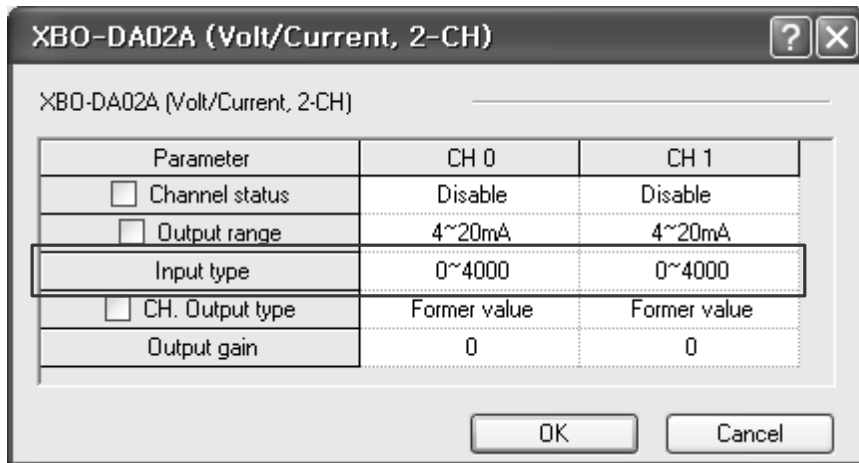 XBO-DA02A (Volt/Current, 2-CH)
XBO-DA02A (Volt/Current, 2-CH)
Parameter CH 0 CH 1
Channel status Disable Disable
Output range 4~20mA 4~20mA
Input type 0~4000 0~4000
CH. Output type Former value Former value
Output gain 0 0
OK Cancel